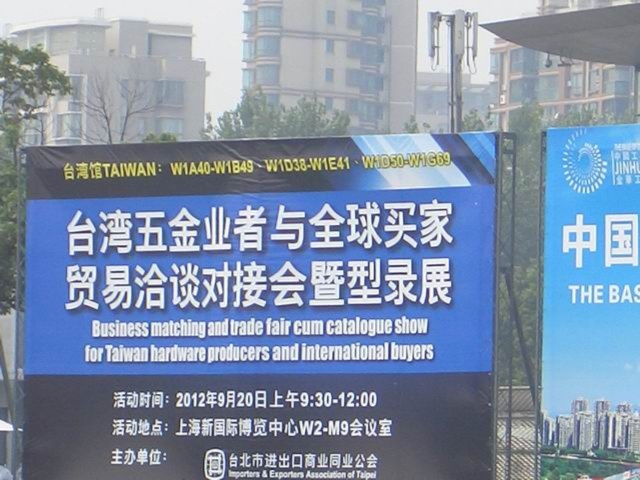 台湾馆TAIWAN: W1A40-W1B49、W1D38-W1E41、W1D50-W1G69
台湾五金业者与全球买家
贸易洽谈对接会暨型录展
Business matching and trade fair cum catalogue show
for Taiwan hardware producers and international buyers
活动时间: 2012年9月20日上午9:30-12:00
活动地点: 上海新国际博览中心W2-M9会议室
主办单位: 台北市进出口商业同业公会
Importers & Exporters Association of Taipei
中国
THE BAS